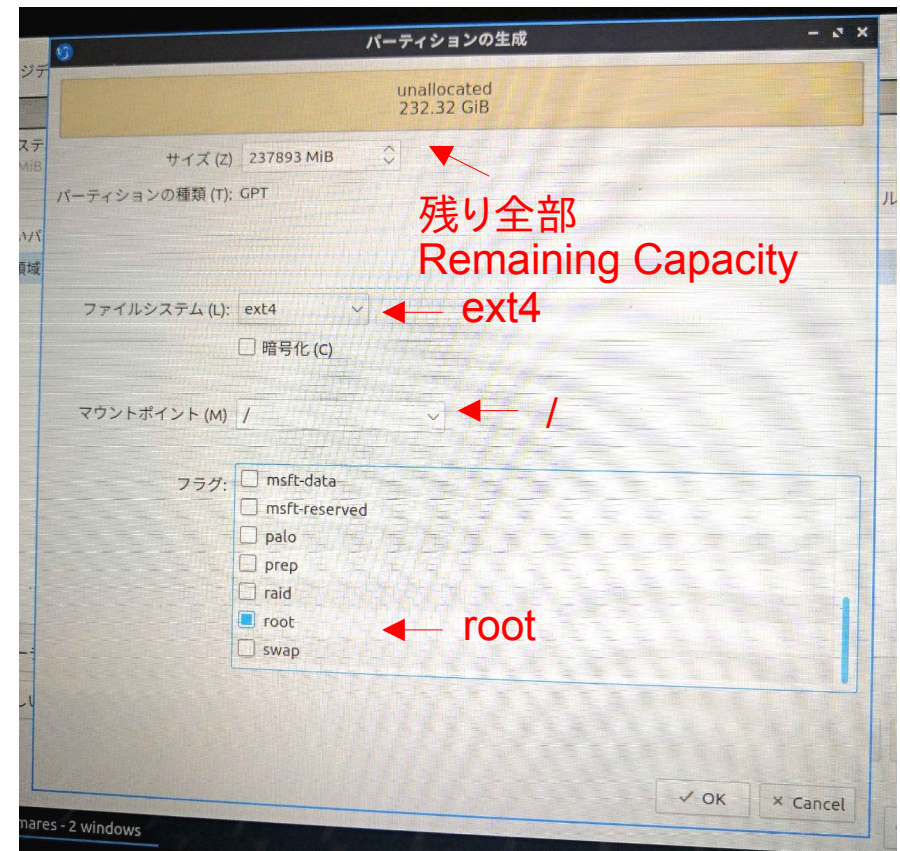 パーティションの生成
unallocated
232.32 GiB
サイズ (Z) 237893 MiB
パーティションの種類 (T): GPT
残り全部
Remaining Capacity
ファイルシステム (L): ext4
ext4
暗号化 (C)
マウントポイント (M) /
/
フラグ:
msft-data
msft-reserved
palo
prep
raid
root
root
swap
OK
Cancel
mares - 2 windows